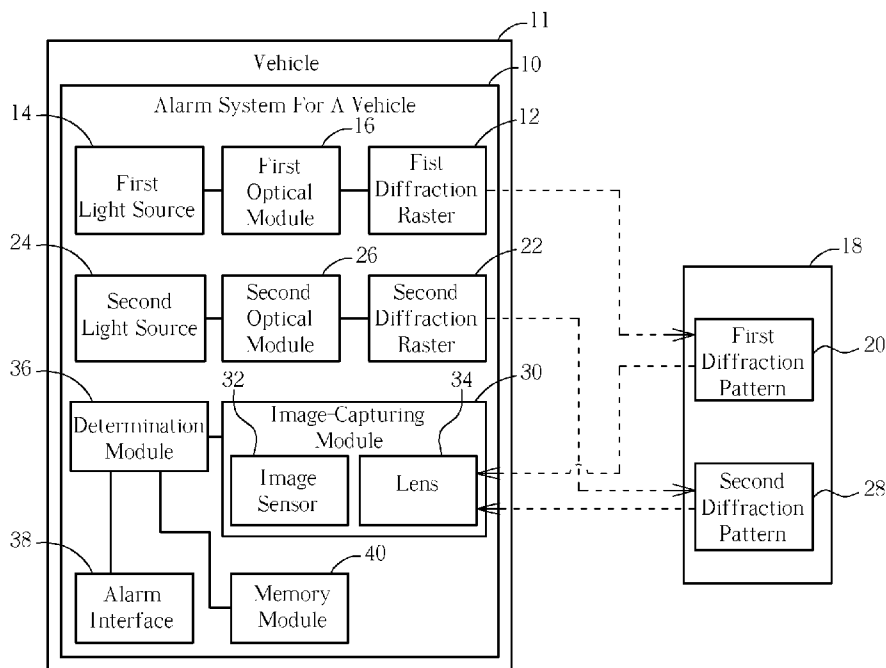 11
Vehicle
10
Alarm System For A Vehicle
14
16
12
First
Light Source
First
Optical
Module
Fist
Diffraction
Raster
24
26
22
18
Second
Light Source
Second
Optical
Module
Second
Diffraction
Raster
First
Diffraction
Pattern
20
36
32
34
30
Determination
Module
Image-Capturing
Module
Image
Sensor
Lens
Second
Diffraction
Pattern
28
38
40
Alarm
Interface
Memory
Module